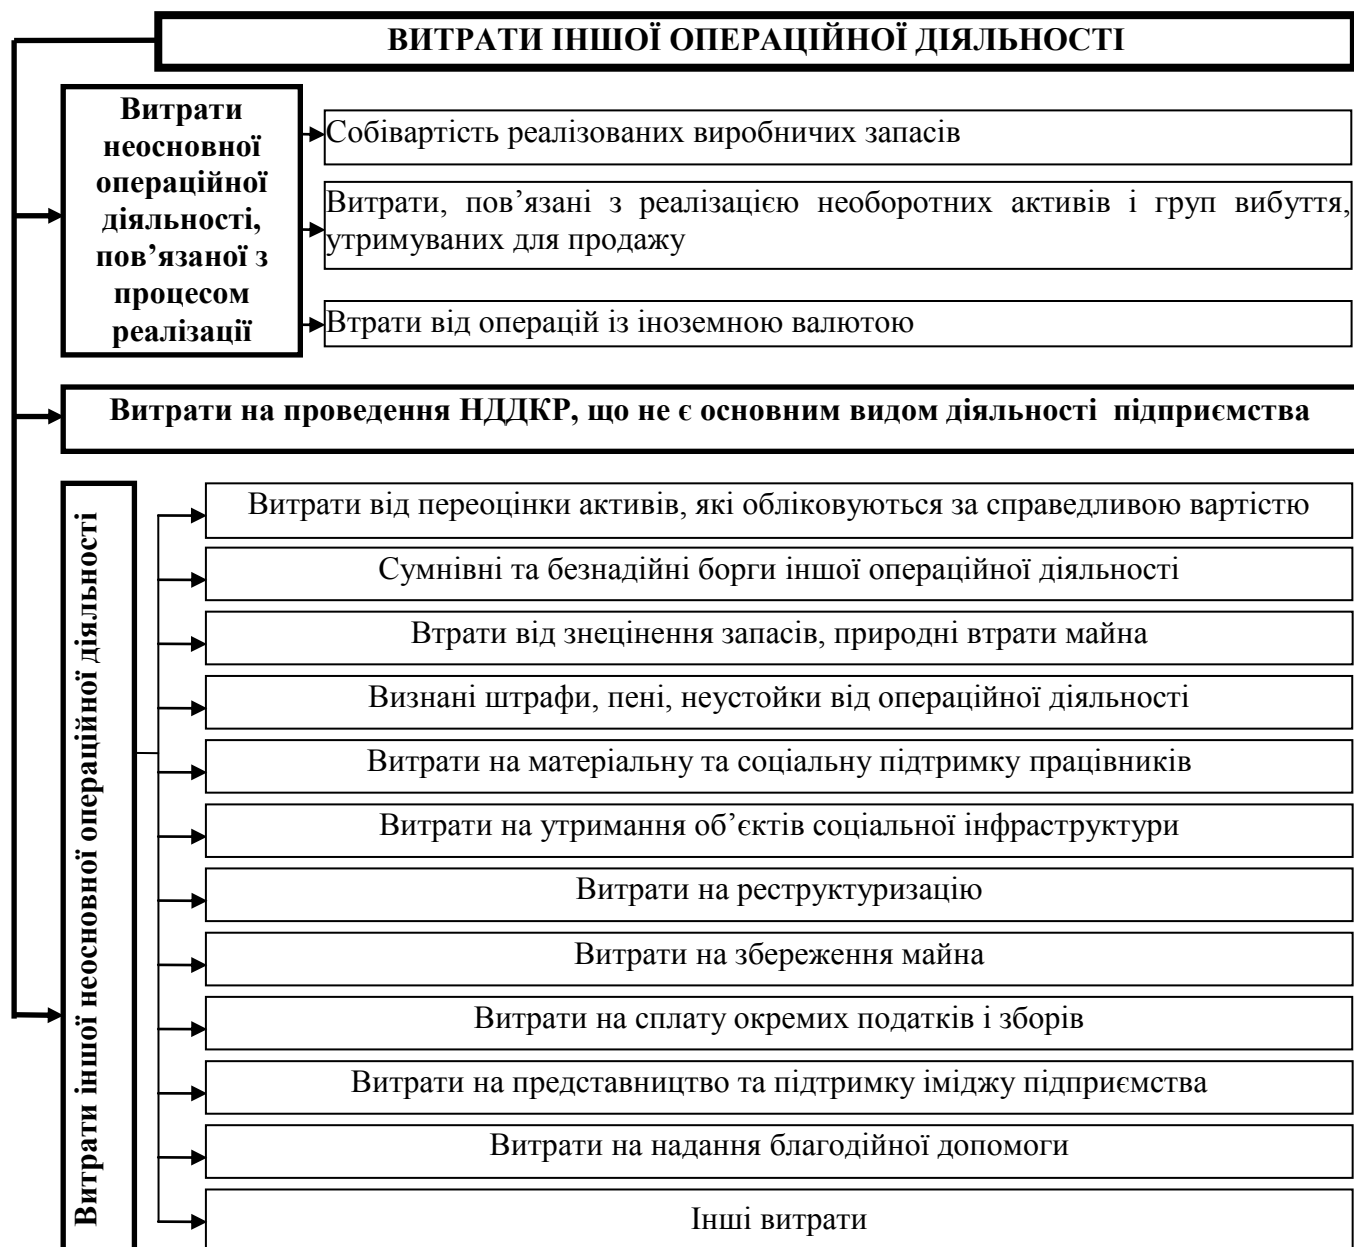 ВИТРАТИ ІНШОЇ ОПЕРАЦІЙНОЇ ДІЯЛЬНОСТІ
Витрати
неосновної
операційної
діяльності,
пов’язаної з
процесом
реалізації
Собівартість реалізованих виробничих запасів
Витрати, пов’язані з реалізацією необоротних активів і груп вибуття,
утримуваних для продажу
Втрати від операцій із іноземною валютою
Витрати на проведення НДДКР, що не є основним видом діяльності підприємства
Витрати іншої неосновної операційної діяльності
Витрати від переоцінки активів, які обліковуються за справедливою вартістю
Сумнівні та безнадійні борги іншої операційної діяльності
Втрати від знецінення запасів, природні втрати майна
Визнані штрафи, пені, неустойки від операційної діяльності
Витрати на матеріальну та соціальну підтримку працівників
Витрати на утримання об’єктів соціальної інфраструктури
Витрати на реструктуризацію
Витрати на збереження майна
Витрати на сплату окремих податків і зборів
Витрати на представництво та підтримку іміджу підприємства
Витрати на надання благодійної допомоги
Інші витрати